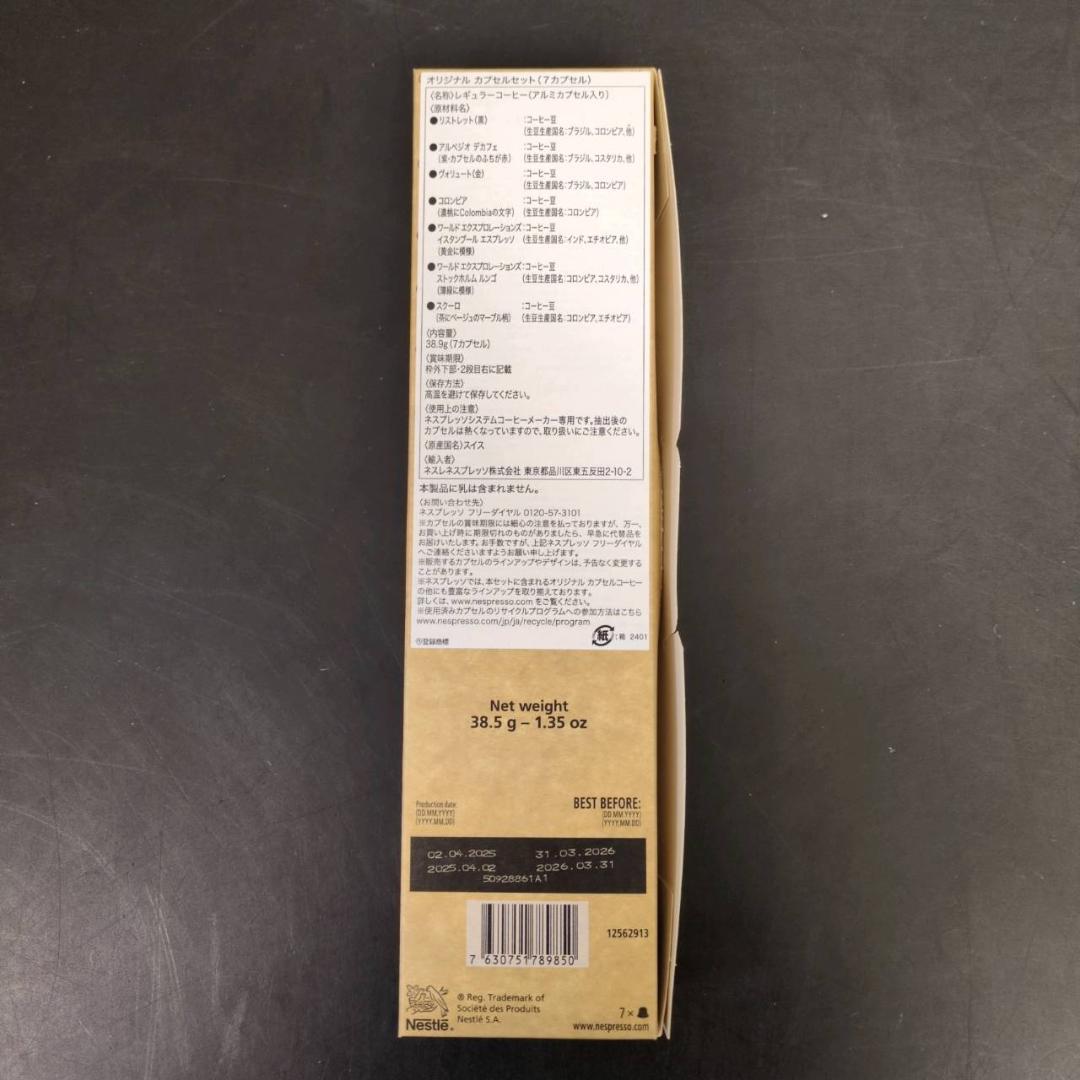 オリジナル カプセルセット(7カプセル)
〈名称〉レギュラーコーヒー(アルミカプセル入り)
〈原材料名〉
●リストレット(黒) :コーヒー豆
(生豆生産国名:ブラジル、コロンビア、他)
●アルペジオ デカフェ :コーヒー豆
(紫・カプセルのふちが赤) (生豆生産国名:ブラジル、コスタリカ、他)
●ヴォリュート(金) :コーヒー豆
(生豆生産国名:ブラジル、コロンビア)
●コロンビア :コーヒー豆
(濃桃にColombiaの文字) (生豆生産国名:コロンビア)
●ワールド エクスプロレーションズ:コーヒー豆
イスタンブール エスプレッソ (生豆生産国名:インド、エチオピア、他)
(黄金に模様)
●ワールド エクスプロレーションズ:コーヒー豆
ストックホルム ルンゴ (生豆生産国名:コロンビア、コスタリカ、他)
(薄緑に模様)
●スクーロ :コーヒー豆
(茶にベージュのマーブル柄) (生豆生産国名:コロンビア、エチオピア)
〈内容量〉
38.9g(7カプセル)
〈賞味期限〉
枠外下部・2段目右に記載
〈保存方法〉
高温を避けて保存してください。
〈使用上の注意〉
ネスプレッソシステムコーヒーメーカー専用です。抽出後の
カプセルは熱くなっていますので、取り扱いにご注意ください。
〈原産国名〉スイス
〈輸入者〉
ネスレネスプレッソ株式会社 東京都品川区東五反田2-10-2
本製品に乳は含まれません。
〈お問い合わせ先〉
ネスプレッソ フリーダイヤル 0120-57-3101
※カプセルの賞味期限には細心の注意を払っておりますが、万一、
お買い上げ時に期限切れのものがありましたら、早急に代替品を
お届けいたします。お手数ですが、上記ネスプレッソ フリーダイヤル
へご連絡くださいますようお願い申し上げます。
※販売するカプセルのラインアップやデザインは、予告なく変更する
ことがあります。
※ネスプレッソでは、本セットに含まれるオリジナル カプセルコーヒー
の他にも豊富なラインアップを取り揃えております。
詳しくは、www.nespresso.com をご覧ください。
※使用済みカプセルのリサイクルプログラムへの参加方法はこちら
www.nespresso.com/jp/ja/recycle/program
紙 :箱 2401
®登録商標
Net weight
38.5 g – 1.35 oz
Production date: BEST BEFORE:
(DD.MM.YYYY) (DD.MM.YYYY)
(YYYY.MM.DD) (YYYY.MM.DD)
02.04.2025 31.03.2026
2025.04.02 2026.03.31
50928861A1
12562913
7 630751 789850
® Reg. Trademark of
Société des Produits
Nestlé S.A.
Nestlé®
7×
www.nespresso.com